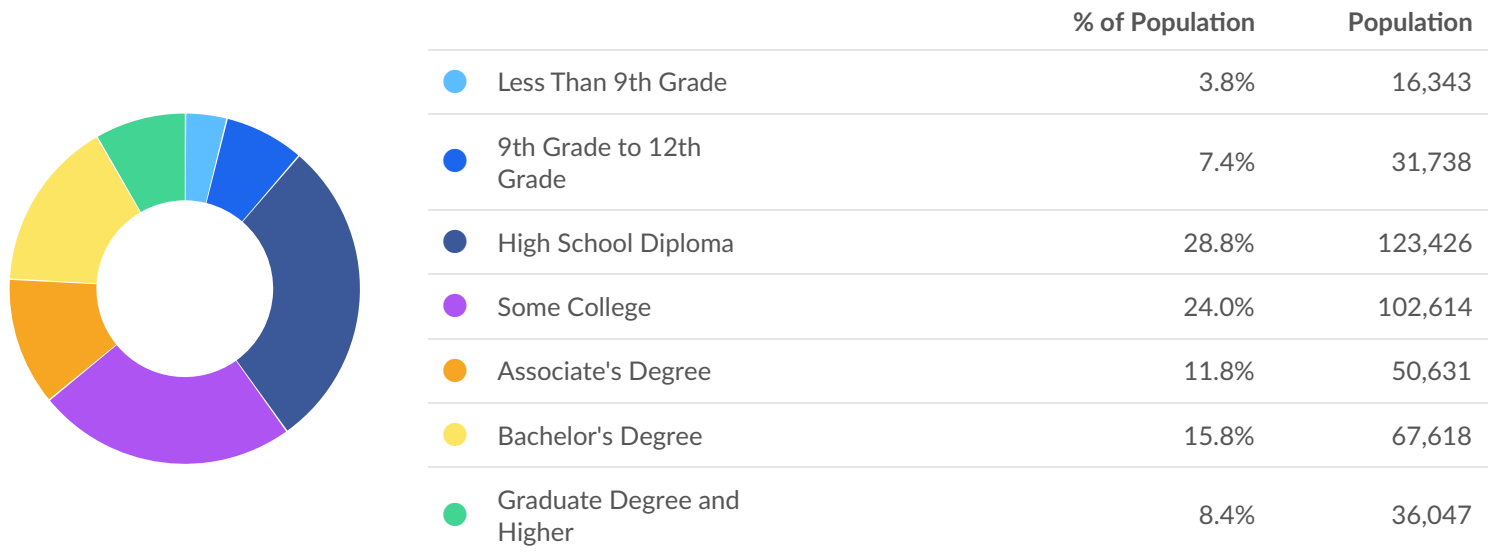 % of Population Population
Less Than 9th Grade 3.8% 16,343
9th Grade to 12th
Grade 7.4% 31,738
High School Diploma 28.8% 123,426
Some College 24.0% 102,614
Associate's Degree 11.8% 50,631
Bachelor's Degree 15.8% 67,618
Graduate Degree and
Higher 8.4% 36,047